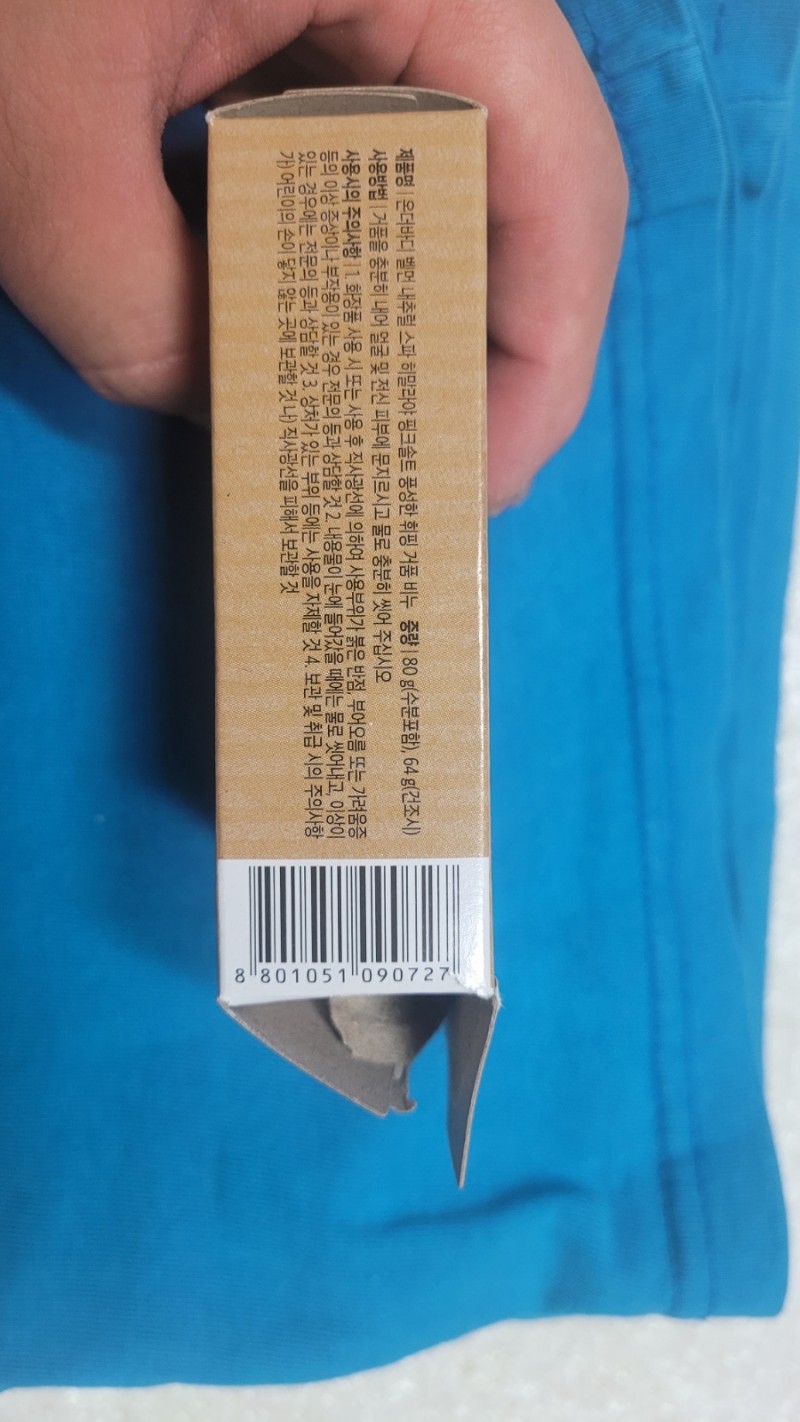 제품명 | 온더바디 벨먼 내추럴 스파 히말라야 핑크솔트 풍성한 휘핑 거품 비누 중량 | 80 g(수분포함), 64 g(건조시)
사용방법 | 거품을 충분히 내어 얼굴 및 전신 피부에 문지르시고 물로 충분히 씻어 주십시오
사용시의 주의사항 | 1. 화장품 사용 시 또는 사용 후 직사광선에 의하여 사용부위가 붉은 반점, 부어오름 또는 가려움증
등의 이상 증상이나 부작용이 있는 경우 전문의 등과 상담할 것 2. 내용물이 눈에 들어갔을 때에는 물로 씻어내고, 이상이
있는 경우에는 전문의 등과 상담할 것 3. 상처가 있는 부위 등에는 사용을 자제할 것 4. 보관 및 취급 시의 주의사항
가) 어린이의 손이 닿지 않는 곳에 보관할 것 나) 직사광선을 피해서 보관할 것
8 801051 090727